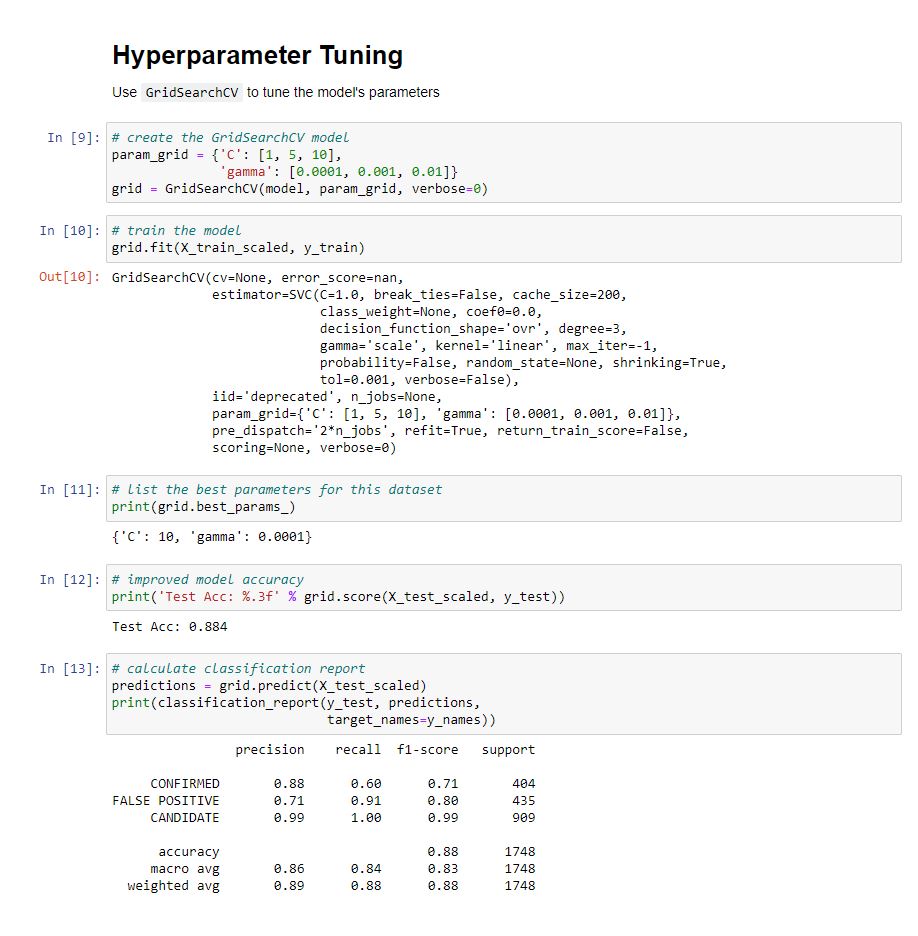 Hyperparameter Tuning
Use GridSearchCV to tune the model's parameters
In [9]: # create the GridSearchCV model
param_grid = {'C': [1, 5, 10],
'gamma': [0.0001, 0.001, 0.01]}
grid = GridSearchCV(model, param_grid, verbose=0)
In [10]: # train the model
grid.fit(X_train_scaled, y_train)
Out[10]: GridSearchCV(cv=None, error_score=nan,
estimator=SVC(C=1.0, break_ties=False, cache_size=200,
class_weight=None, coef0=0.0,
decision_function_shape='ovr', degree=3,
gamma='scale', kernel='linear', max_iter=-1,
probability=False, random_state=None, shrinking=True,
tol=0.001, verbose=False),
iid='deprecated', n_jobs=None,
param_grid={'C': [1, 5, 10], 'gamma': [0.0001, 0.001, 0.01]},
pre_dispatch='2*n_jobs', refit=True, return_train_score=False,
scoring=None, verbose=0)
In [11]: # list the best parameters for this dataset
print(grid.best_params_)
{'C': 10, 'gamma': 0.0001}
In [12]: # improved model accuracy
print('Test Acc: %.3f' % grid.score(X_test_scaled, y_test))
Test Acc: 0.884
In [13]: # calculate classification report
predictions = grid.predict(X_test_scaled)
print(classification_report(y_test, predictions,
target_names=y_names))
precision recall f1-score support
CONFIRMED 0.88 0.60 0.71 404
FALSE POSITIVE 0.71 0.91 0.80 435
CANDIDATE 0.99 1.00 0.99 909
accuracy 0.88 1748
macro avg 0.86 0.84 0.83 1748
weighted avg 0.89 0.88 0.88 1748